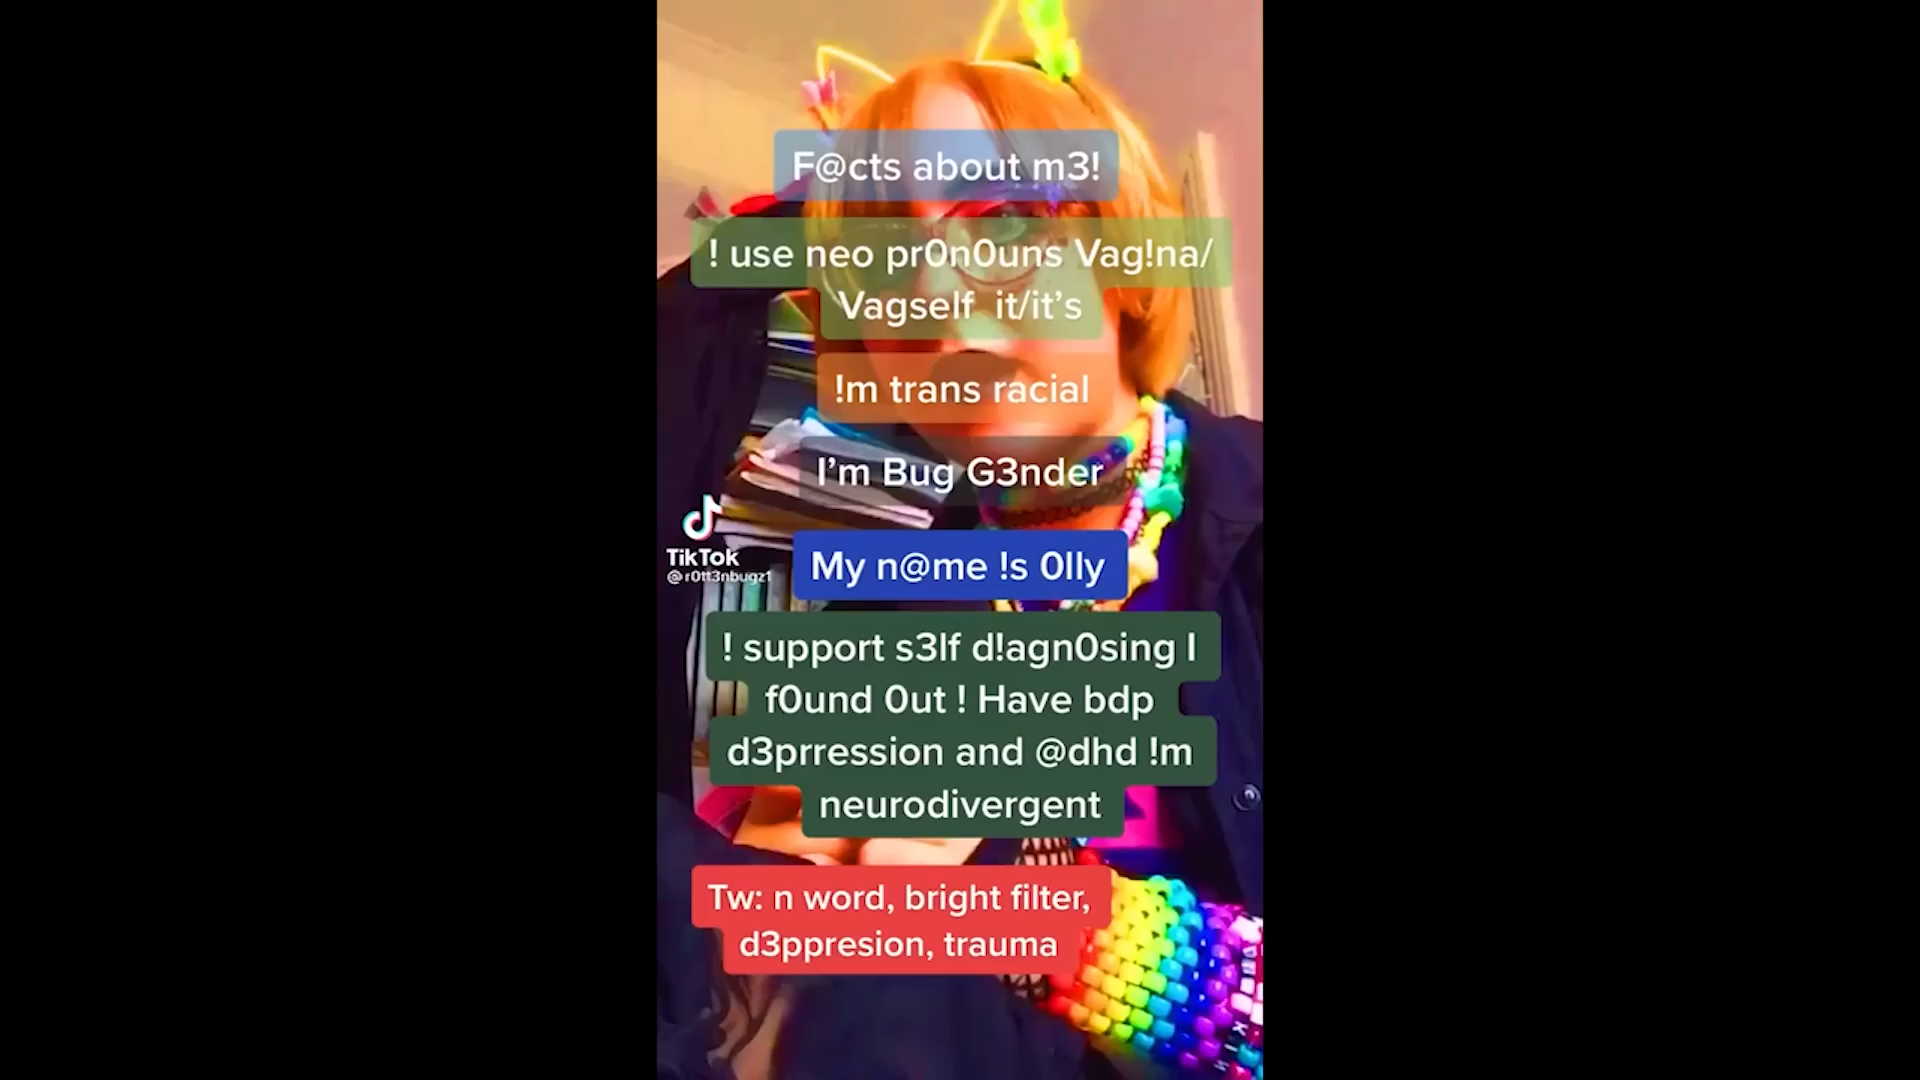 F@cts about m3!
! use neo pr0n0uns Vag!na/
Vagself it/it’s
!m trans racial
I’m Bug G3nder
TikTok
@r0tt3nbugz1
My n@me !s 0lly
! support s3lf d!agn0sing I
f0und 0ut ! Have bdp
d3prression and @dhd !m
neurodivergent
Tw: n word, bright filter,
d3ppresion, trauma